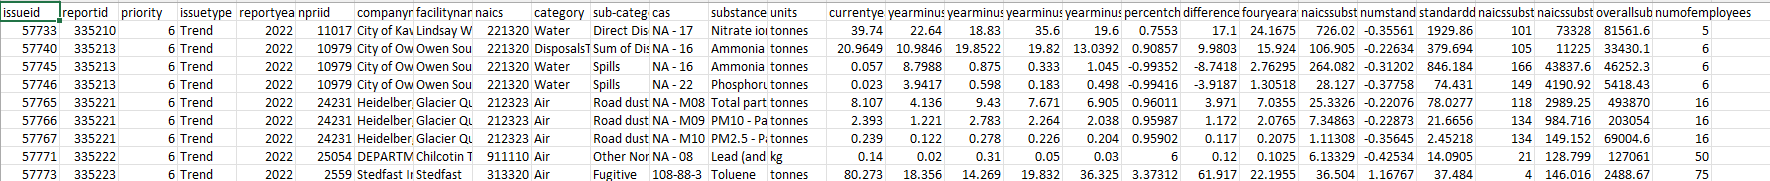 issueid reportid priority issuetype reportyea npriid companyn facilitynar naics category sub-categ cas substance units currentye yearminus yearminus yearminus yearminus percentch difference fouryeara naicssubst numstand standardd naicssubst naicssubst overallsub numofemployees
57733 335210 6 Trend 2022 11017 City of Kav Lindsay W 221320 Water Direct Dis NA - 17 Nitrate ion tonnes 39.74 22.64 18.83 35.6 19.6 0.7553 17.1 24.1675 726.02 -0.35561 1929.86 101 73328 81561.6 5
57740 335213 6 Trend 2022 10979 City of Ow Owen Sou 221320 DisposalsT Sum of Dis NA - 16 Ammonia tonnes 20.9649 10.9846 19.8522 19.82 13.0392 0.90857 9.9803 15.924 106.905 -0.22634 379.694 105 11225 33430.1 6
57745 335213 6 Trend 2022 10979 City of Ow Owen Sou 221320 Water Spills NA - 16 Ammonia tonnes 0.057 8.7988 0.875 0.333 1.045 -0.99352 -8.7418 2.76295 264.082 -0.31202 846.184 166 43837.6 46252.3 6
57746 335213 6 Trend 2022 10979 City of Ow Owen Sou 221320 Water Spills NA - 22 Phosphoru tonnes 0.023 3.9417 0.598 0.183 0.498 -0.99416 -3.9187 1.30518 28.127 -0.37758 74.431 149 4190.92 5418.43 6
57765 335221 6 Trend 2022 24231 Heidelber Glacier Qu 212323 Air Road dust NA - M08 Total part tonnes 8.107 4.136 9.43 7.671 6.905 0.96011 3.971 7.0355 25.3326 -0.22076 78.0277 118 2989.25 493870 16
57766 335221 6 Trend 2022 24231 Heidelber Glacier Qu 212323 Air Road dust NA - M09 PM10 - Pa tonnes 2.393 1.221 2.783 2.264 2.038 0.95987 1.172 2.0765 7.34863 -0.22873 21.6656 134 984.716 203054 16
57767 335221 6 Trend 2022 24231 Heidelber Glacier Qu 212323 Air Road dust NA - M10 PM2.5 - Pa tonnes 0.239 0.122 0.278 0.226 0.204 0.95902 0.117 0.2075 1.11308 -0.35645 2.45218 134 149.152 69004.6 16
57771 335222 6 Trend 2022 25054 DEPARTM Chilcotin T 911110 Air Other Nor NA - 08 Lead (and kg 0.14 0.02 0.31 0.05 0.03 6 0.12 0.1025 6.13329 -0.42534 14.0905 21 128.799 127061 50
57773 335223 6 Trend 2022 2559 Stedfast In Stedfast 313320 Air Fugitive 108-88-3 Toluene tonnes 80.273 18.356 14.269 19.832 36.325 3.37312 61.917 22.1955 36.504 1.16767 37.484 4 146.016 2488.67 75